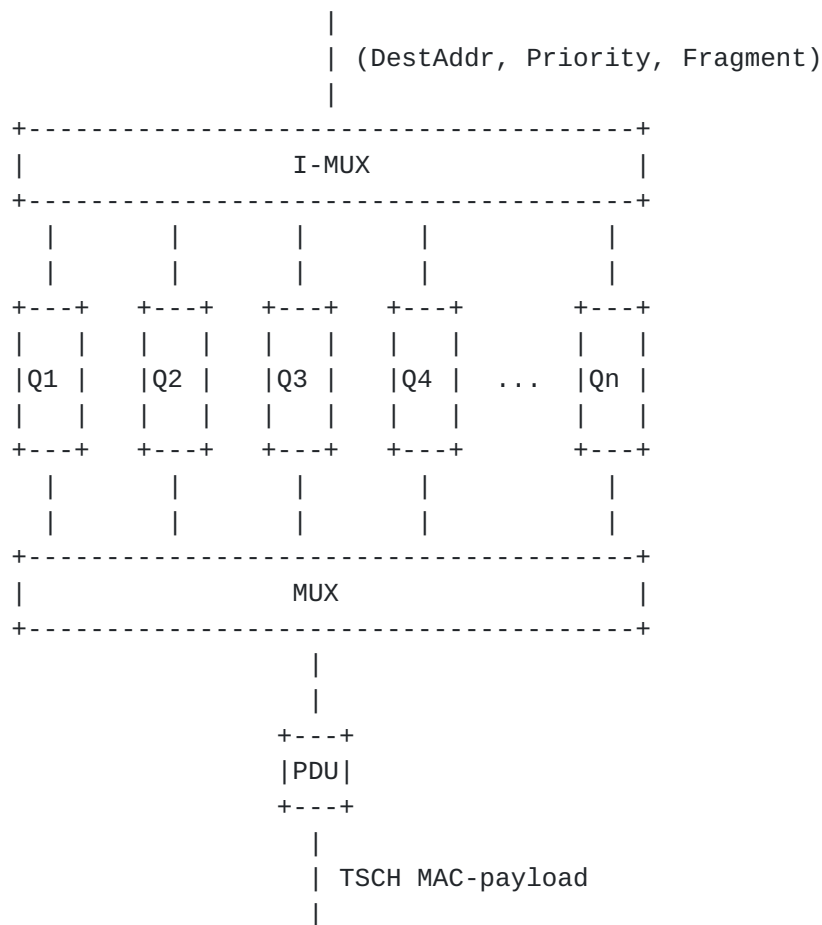 (DestAddr, Priority, Fragment)
I-MUX
Q1 Q2 Q3 Q4 ... Qn
MUX
PDU
TSCH MAC-payload